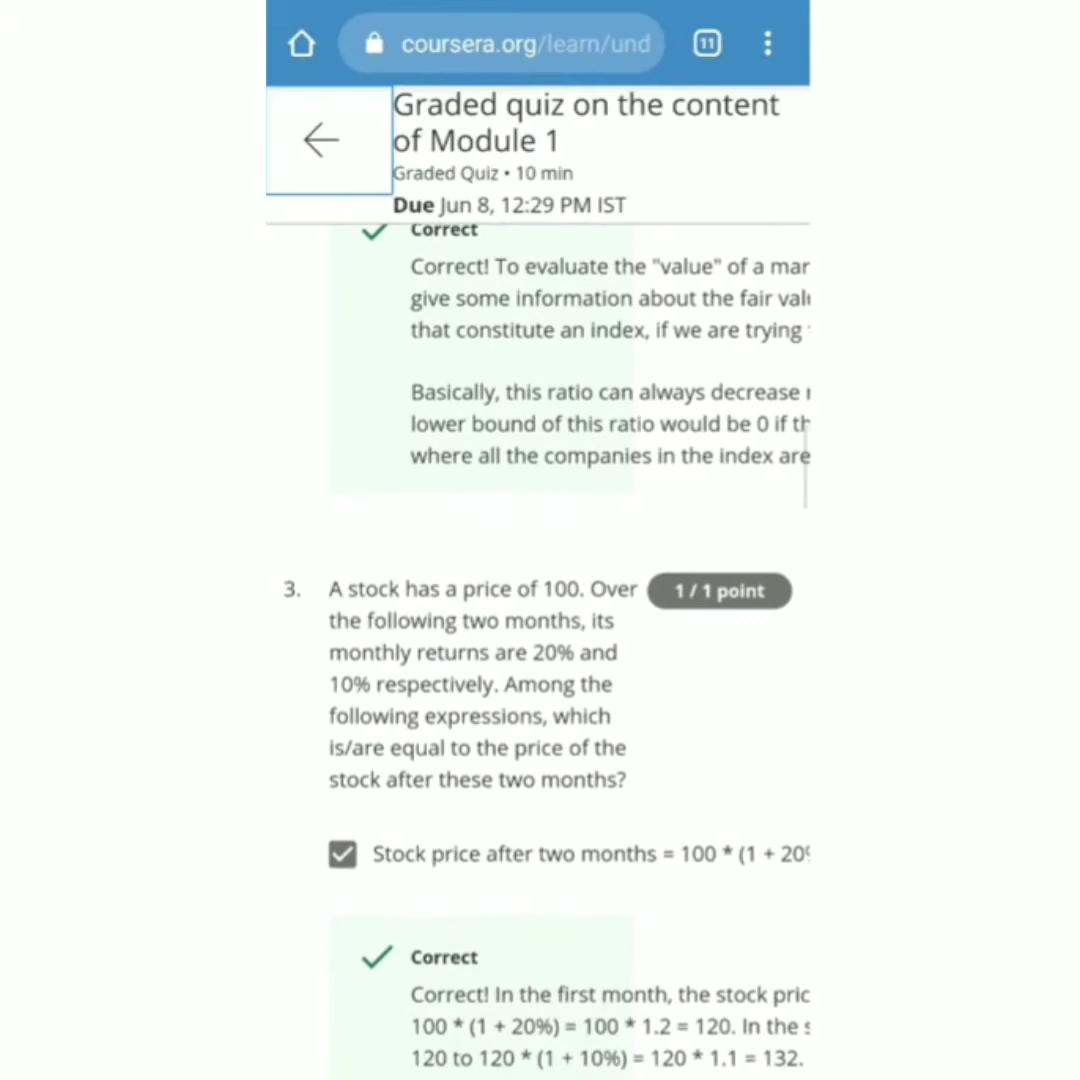 coursera.org/learn/und
11
Graded quiz on the content
of Module 1
Graded Quiz • 10 min
Due Jun 8, 12:29 PM IST
Correct
Correct! To evaluate the "value" of a mar
give some information about the fair valu
that constitute an index, if we are trying
Basically, this ratio can always decrease
lower bound of this ratio would be 0 if th
where all the companies in the index are
3. A stock has a price of 100. Over
1 / 1 point
the following two months, its
monthly returns are 20% and
10% respectively. Among the
following expressions, which
is/are equal to the price of the
stock after these two months?
Stock price after two months = 100 * (1 + 20%
Correct
Correct! In the first month, the stock pric
100 * (1 + 20%) = 100 * 1.2 = 120. In the s
120 to 120 * (1 + 10%) = 120 * 1.1 = 132.